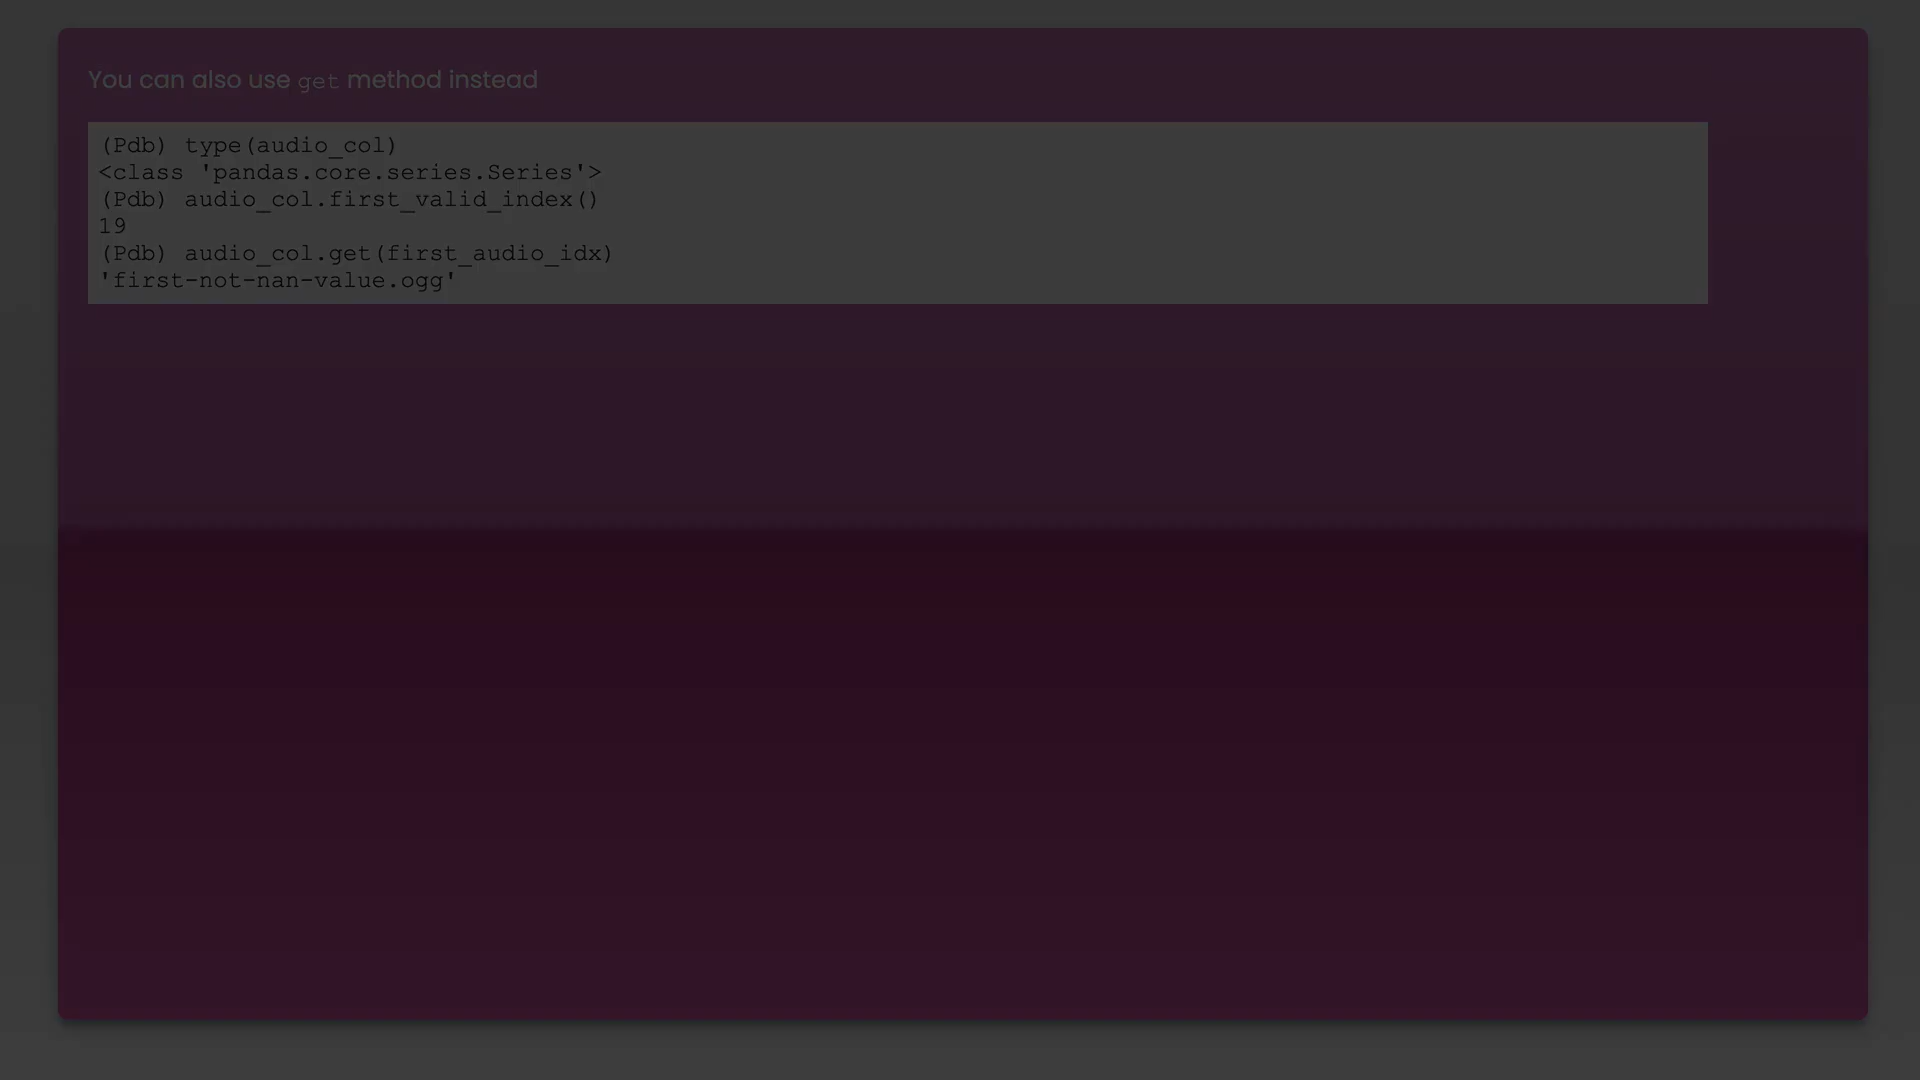 You can also use get method instead
(Pdb) type(audio_col)
<class 'pandas.core.series.Series'>
(Pdb) audio_col.first_valid_index()
19
(Pdb) audio_col.get(first_audio_idx)
'first-not-nan-value.ogg'